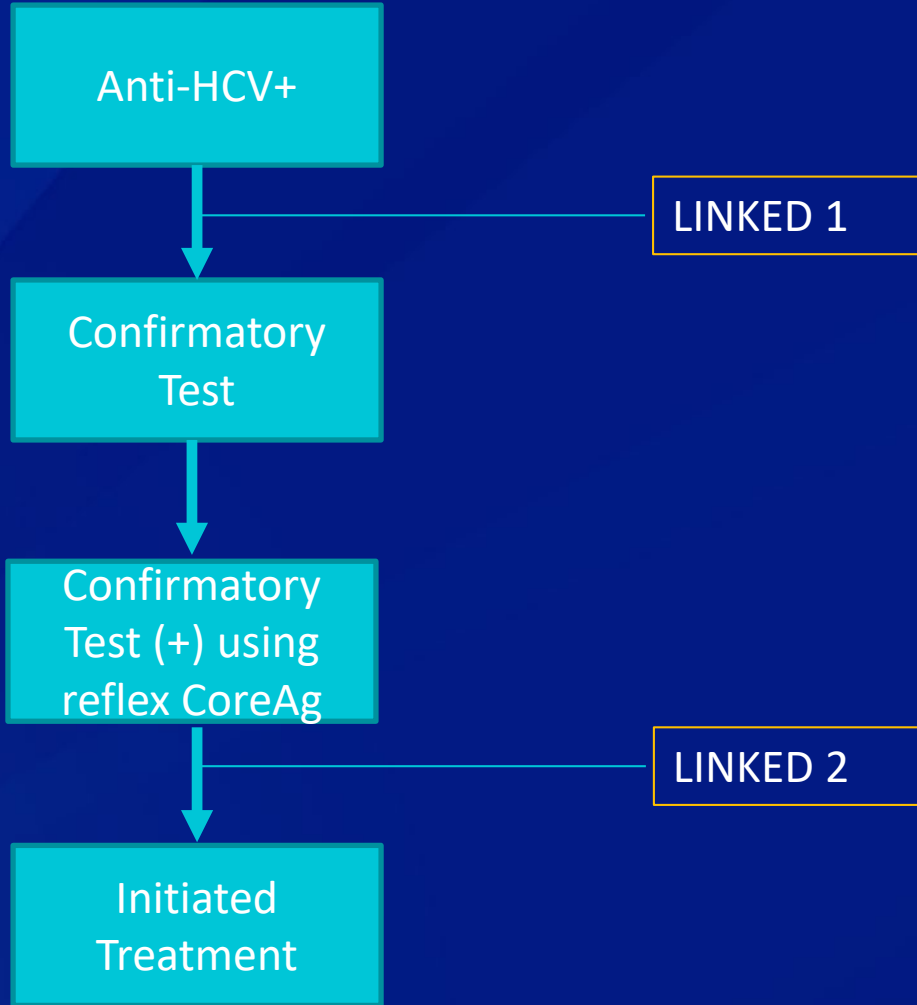 Anti-HCV+
LINKED 1
Confirmatory
Test
Confirmatory
Test (+) using
reflex CoreAg
LINKED 2
Initiated
Treatment